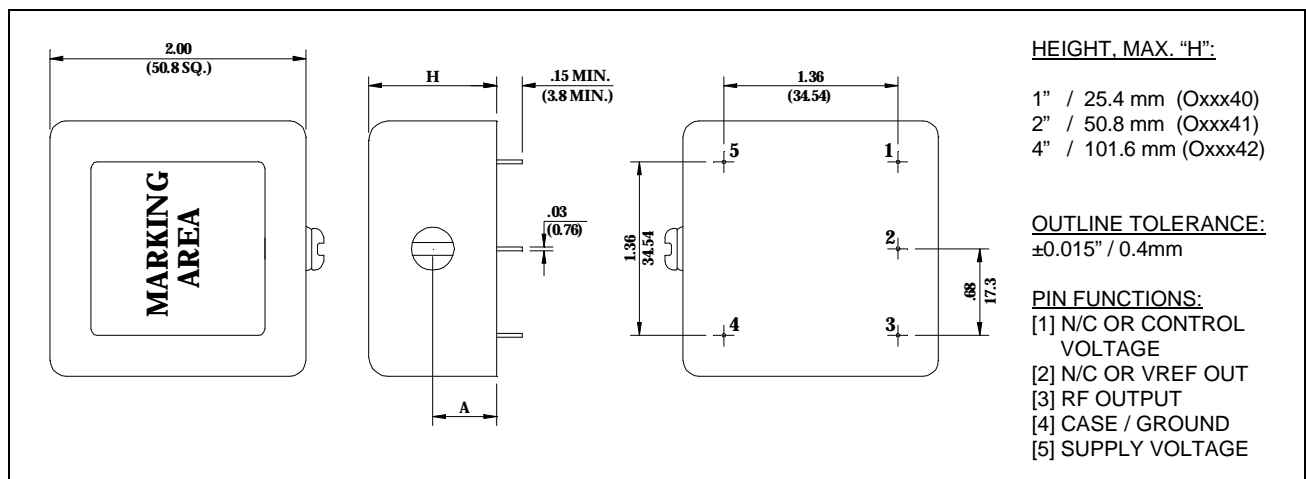 2.00
(50.8 SQ.)
MARKING
AREA
H
.15 MIN.
(3.8 MIN.)
.03
(0.76)
A
1.36
(34.54)
5
1
2
4
3
1.36
34.54
.68
17.3
HEIGHT, MAX. “H”:
1” / 25.4 mm (Oxxx40)
2” / 50.8 mm (Oxxx41)
4” / 101.6 mm (Oxxx42)
OUTLINE TOLERANCE:
±0.015” / 0.4mm
PIN FUNCTIONS:
[1] N/C OR CONTROL
VOLTAGE
[2] N/C OR VREF OUT
[3] RF OUTPUT
[4] CASE / GROUND
[5] SUPPLY VOLTAGE